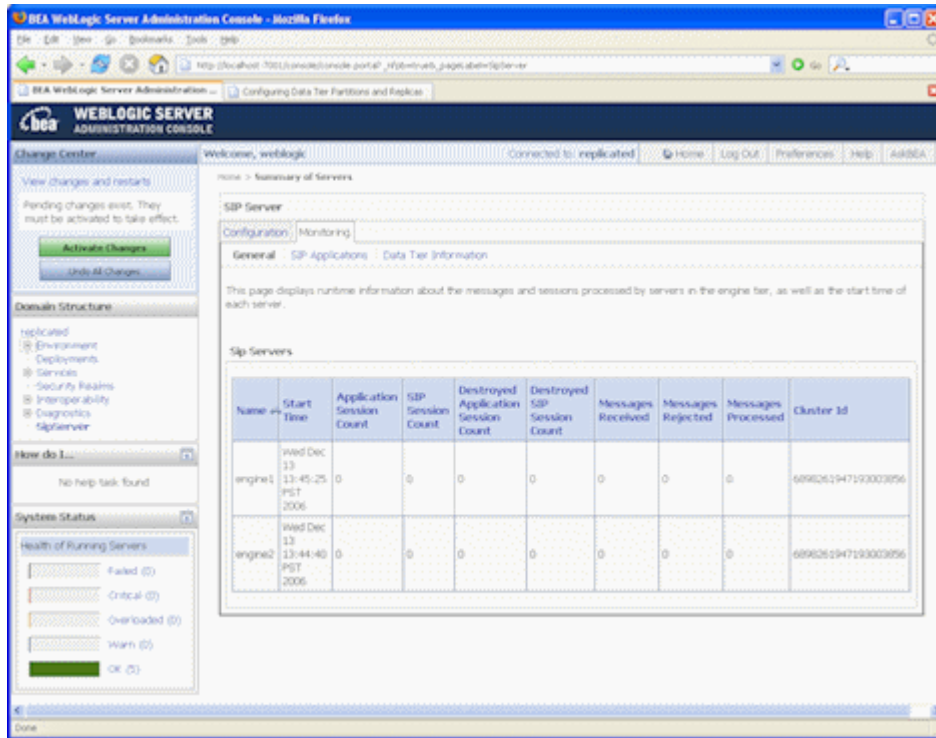 BEA WebLogic Server Administration Console - Mozilla Firefox
File Edit View Go Bookmarks Tools Help
BEA WebLogic Server Administration ... Configuring Data Tier Partitions and Replicas
bea WEBLOGIC SERVER
ADMINISTRATION CONSOLE
Change Center
View changes and restarts
Pending changes exist. They
must be activated to take effect.
Activate Changes
Undo All Changes
Domain Structure
replicated
Environment
Deployments
Services
Security Realms
Interoperability
Diagnostics
SipServer
How do I...
No help task found
System Status
Health of Running Servers
Failed (0)
Critical (0)
Overloaded (0)
Warn (0)
OK (5)
Welcome, weblogic Connected to: replicated Home Log Out Preferences Help AskBEA
Home > Summary of Servers
SIP Server
Configuration Monitoring
General SIP Applications Data Tier Information
This page displays runtime information about the messages and sessions processed by servers in the engine tier, as well as the start time of
each server.
Sip Servers
Name Start Time Application Session Count SIP Session Count Destroyed Application Session Count Destroyed SIP Session Count Messages Received Messages Rejected Messages Processed Cluster Id
engine1 Wed Dec 13 13:45:25 PST 2006 0 0 0 0 0 0 0 6898261947193003856
engine2 Wed Dec 13 13:44:40 PST 2006 0 0 0 0 0 0 0 6898261947193003856
Done